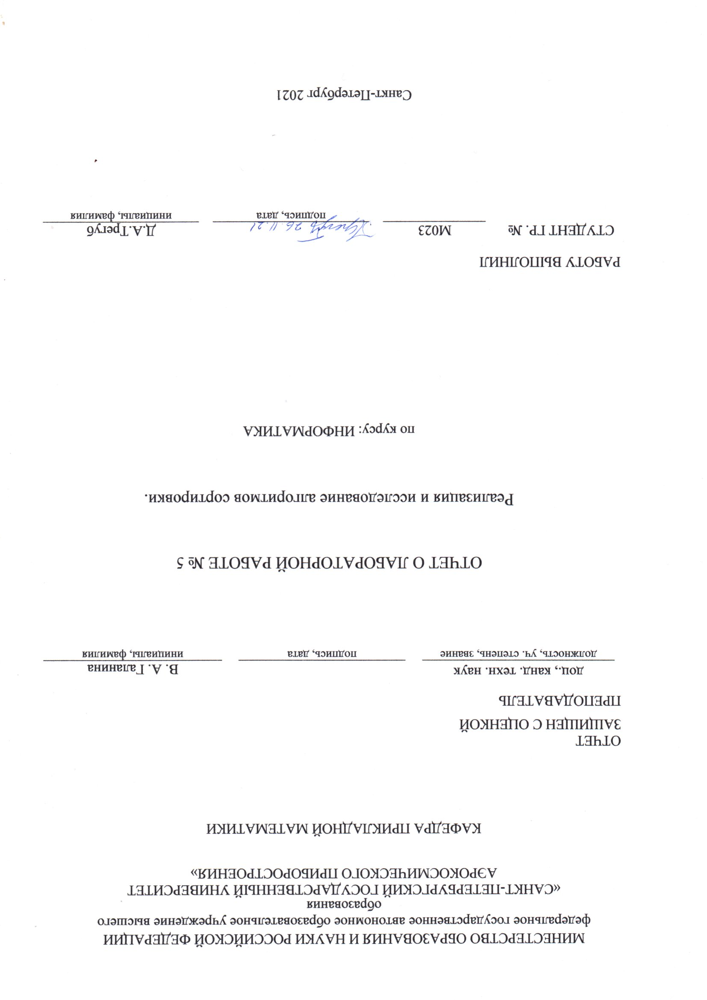 МИНЕСТЕРСТВО ОБРАЗОВАНИЯ И НАУКИ РОССИЙСКОЙ ФЕДЕРАЦИИ
федеральное государственное автономное образовательное учреждение высшего
образования
«САНКТ-ПЕТЕРБУРГСКИЙ ГОСУДАРСТВЕННЫЙ УНИВЕРСИТЕТ
АЭРОКОСМИЧЕСКОГО ПРИБОРОСТРОЕНИЯ»
КАФЕДРА ПРИКЛАДНОЙ МАТЕМАТИКИ
ОТЧЕТ
ЗАЩИЩЕН С ОЦЕНКОЙ
ПРЕПОДАВАТЕЛЬ
доц., канд. техн. наук В. А. Галанина
должность, уч. степень, звание подпись, дата инициалы, фамилия
ОТЧЕТ О ЛАБОРАТОРНОЙ РАБОТЕ № 5
Реализация и исследование алгоритмов сортировки.
по курсу: ИНФОРМАТИКА
РАБОТУ ВЫПОЛНИЛ
СТУДЕНТ ГР. № М023 Трегуб 26.11.21 Д.А.Трегуб
подпись, дата инициалы, фамилия
Санкт-Петербург 2021